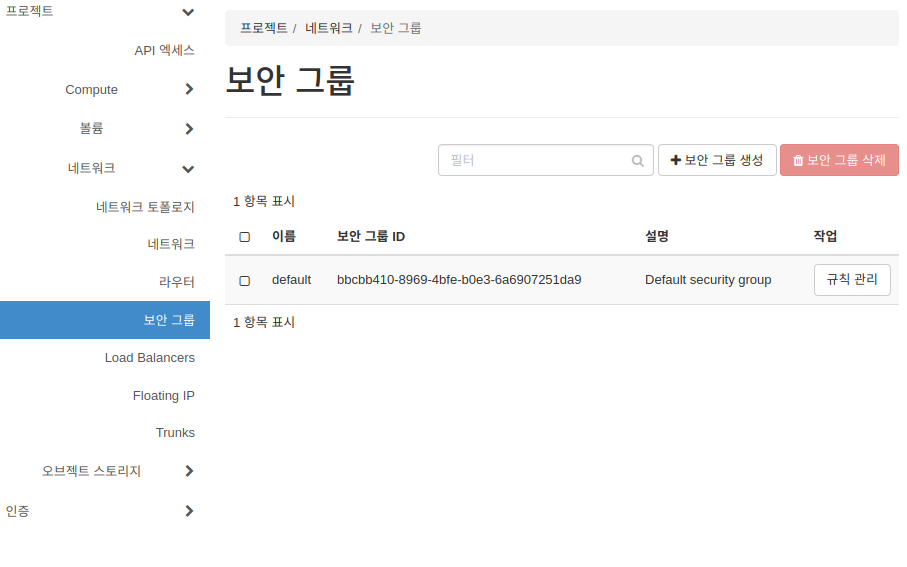 프로젝트
API 엑세스
Compute
볼륨
네트워크
네트워크 토폴로지
네트워크
라우터
보안 그룹
Load Balancers
Floating IP
Trunks
오브젝트 스토리지
인증
프로젝트 / 네트워크 / 보안 그룹
보안 그룹
필터 보안 그룹 생성 보안 그룹 삭제
1 항목 표시
이름 보안 그룹 ID 설명 작업
default bbcbb410-8969-4bfe-b0e3-6a6907251da9 Default security group 규칙 관리
1 항목 표시